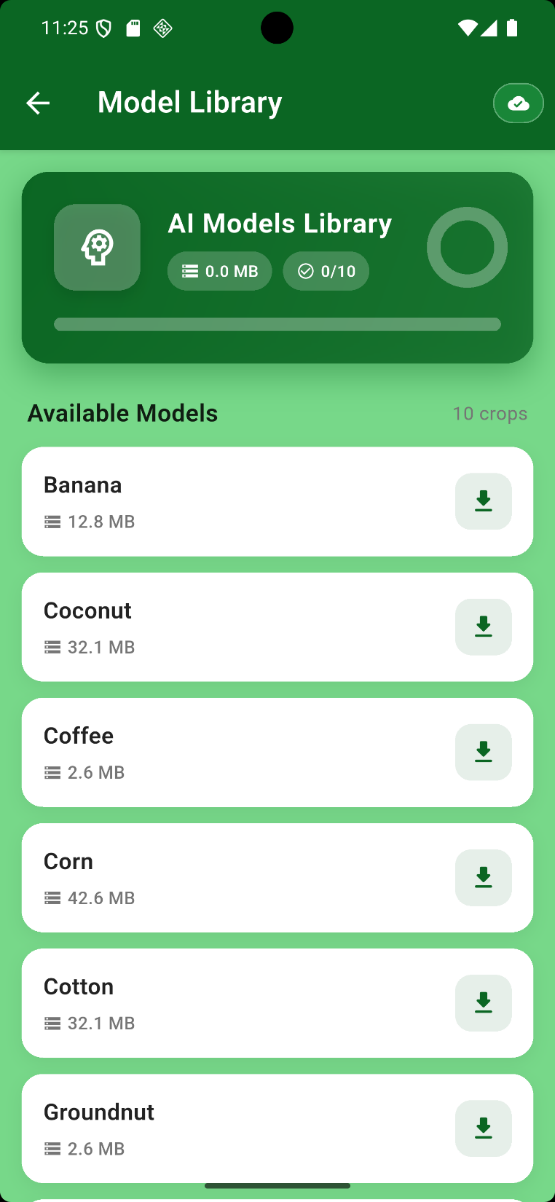 11:25
Model Library
AI Models Library
0.0 MB 0/10
Available Models 10 crops
Banana
12.8 MB
Coconut
32.1 MB
Coffee
2.6 MB
Corn
42.6 MB
Cotton
32.1 MB
Groundnut
2.6 MB